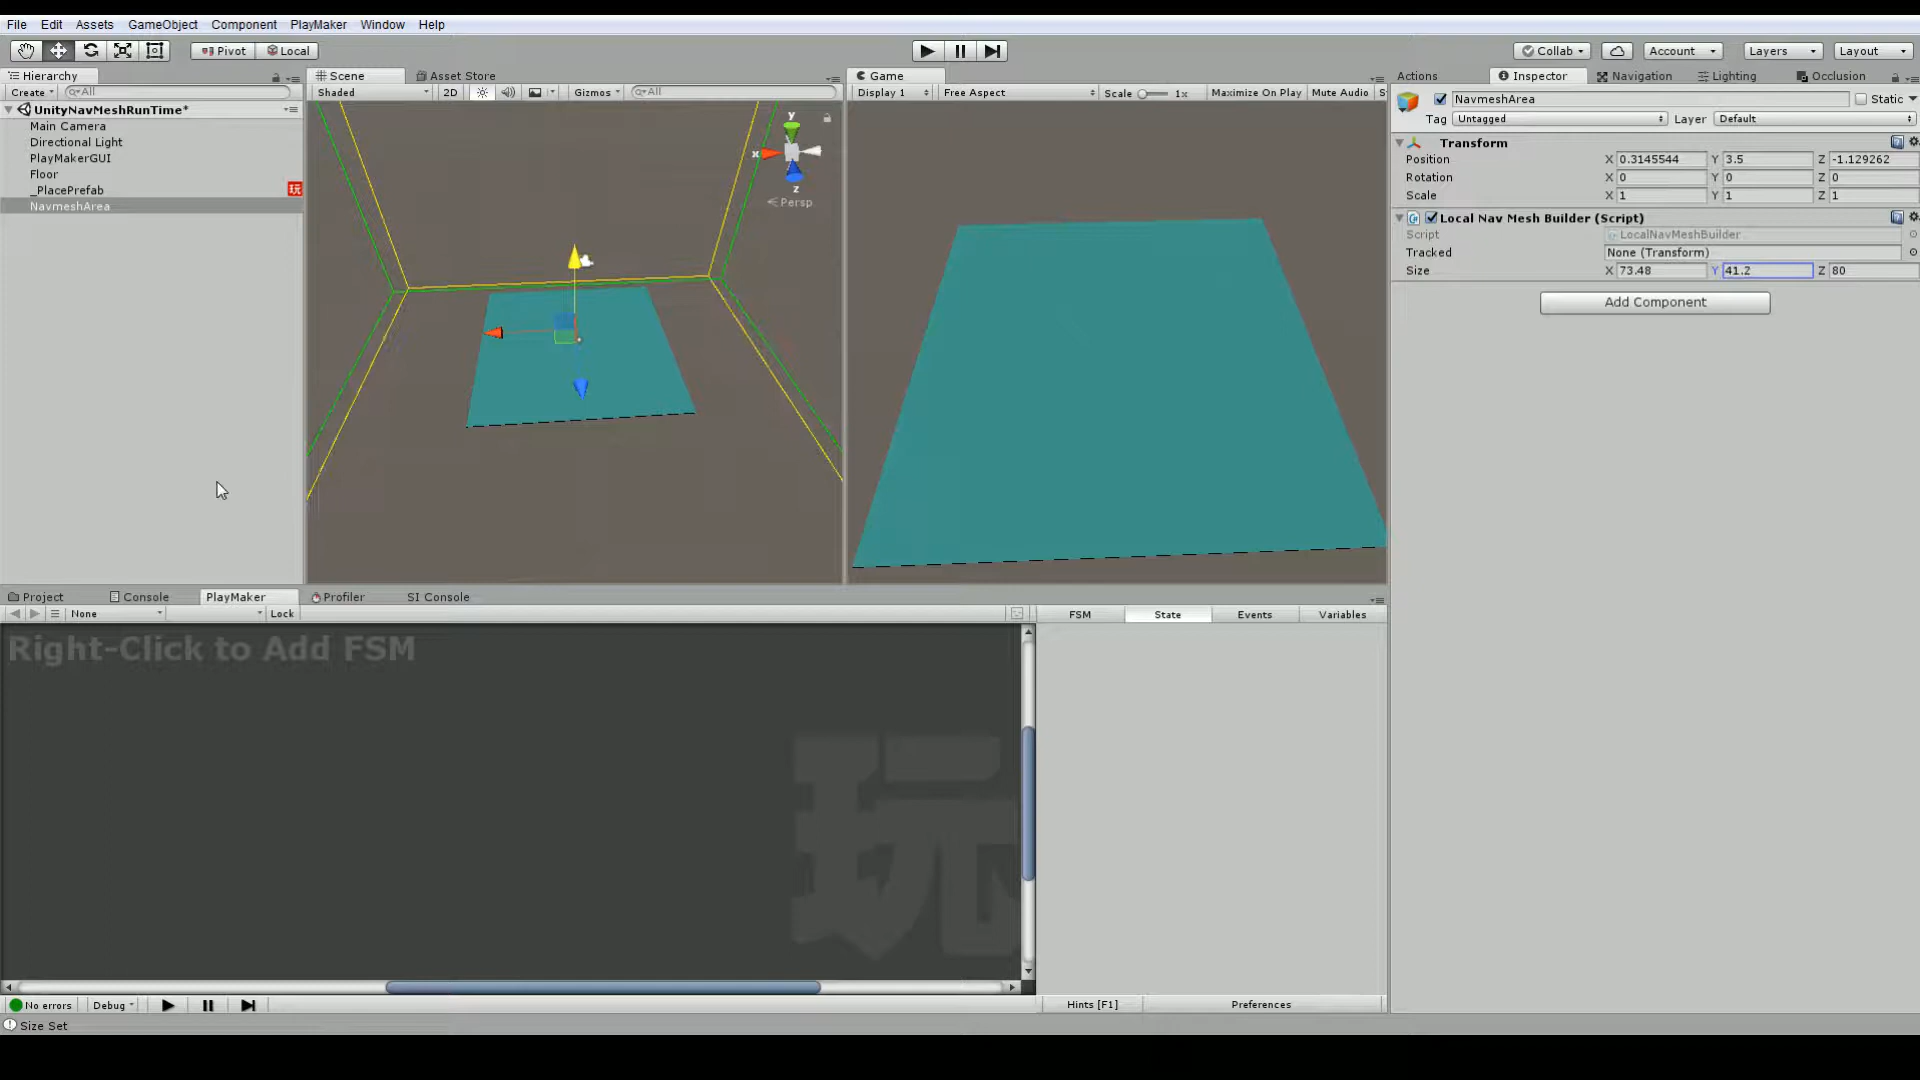 File Edit Assets GameObject Component PlayMaker Window Help
Pivot Local
Collab Account Layers Layout
Hierarchy
Scene Asset Store
Game
Actions Inspector Navigation Lighting Occlusion
Create All
Shaded 2D Gizmos All
Display 1 Free Aspect Scale 1x Maximize On Play Mute Audio S
UnityNavMeshRunTime*
Main Camera
Directional Light
PlayMakerGUI
Floor
_PlacePrefab 玩
NavmeshArea
y
x
z
Persp
NavmeshArea Static
Tag Untagged Layer Default
Transform
Position X 0.3145544 Y 3.5 Z -1.129262
Rotation X 0 Y 0 Z 0
Scale X 1 Y 1 Z 1
Local Nav Mesh Builder (Script)
Script LocalNavMeshBuilder
Tracked None (Transform)
Size X 73.48 Y 41.2 Z 80
Add Component
Project Console PlayMaker Profiler SI Console
None Lock
FSM State Events Variables
Right-Click to Add FSM
玩
No errors Debug
Hints [F1] Preferences
Size Set